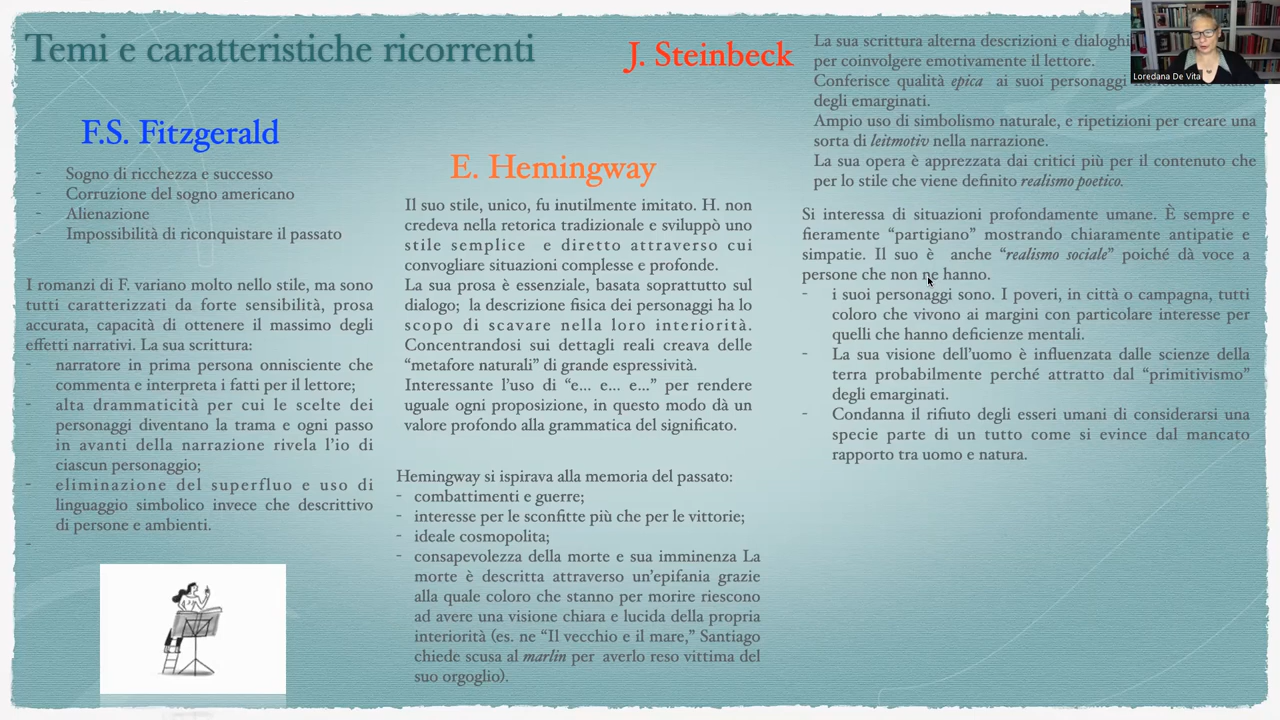 Temi e caratteristiche ricorrenti
F.S. Fitzgerald
- Sogno di ricchezza e successo
- Corruzione del sogno americano
- Alienazione
- Impossibilità di riconquistare il passato
I romanzi di F. variano molto nello stile, ma sono
tutti caratterizzati da forte sensibilità, prosa
accurata, capacità di ottenere il massimo degli
effetti narrativi. La sua scrittura:
- narratore in prima persona onnisciente che
commenta e interpreta i fatti per il lettore;
- alta drammaticità per cui le scelte dei
personaggi diventano la trama e ogni passo
in avanti della narrazione rivela l'io di
ciascun personaggio;
- eliminazione del superfluo e uso di
linguaggio simbolico invece che descrittivo
di persone e ambienti.
-
E. Hemingway
Il suo stile, unico, fu inutilmente imitato. H. non
credeva nella retorica tradizionale e sviluppò uno
stile semplice e diretto attraverso cui
convogliare situazioni complesse e profonde.
La sua prosa è essenziale, basata soprattutto sul
dialogo; la descrizione fisica dei personaggi ha lo
scopo di scavare nella loro interiorità.
Concentrandosi sui dettagli reali creava delle
"metafore naturali" di grande espressività.
Interessante l'uso di "e... e... e..." per rendere
uguale ogni proposizione, in questo modo dà un
valore profondo alla grammatica del significato.
Hemingway si ispirava alla memoria del passato:
- combattimenti e guerre;
- interesse per le sconfitte più che per le vittorie;
- ideale cosmopolita;
- consapevolezza della morte e sua imminenza La
morte è descritta attraverso un'epifania grazie
alla quale coloro che stanno per morire riescono
ad avere una visione chiara e lucida della propria
interiorità (es. ne "Il vecchio e il mare," Santiago
chiede scusa al marlin per averlo reso vittima del
suo orgoglio).
J. Steinbeck
La sua scrittura alterna descrizioni e dialoghi
per coinvolgere emotivamente il lettore.
Conferisce qualità epica ai suoi personaggi
degli emarginati.
Ampio uso di simbolismo naturale, e ripetizioni per creare una
sorta di leitmotiv nella narrazione.
La sua opera è apprezzata dai critici più per il contenuto che
per lo stile che viene definito realismo poetico.
Si interessa di situazioni profondamente umane. È sempre e
fieramente "partigiano" mostrando chiaramente antipatie e
simpatie. Il suo è anche "realismo sociale" poiché dà voce a
persone che non ne hanno.
- i suoi personaggi sono. I poveri, in città o campagna, tutti
coloro che vivono ai margini con particolare interesse per
quelli che hanno deficienze mentali.
- La sua visione dell'uomo è influenzata dalle scienze della
terra probabilmente perché attratto dal "primitivismo"
degli emarginati.
- Condanna il rifiuto degli esseri umani di considerarsi una
specie parte di un tutto come si evince dal mancato
rapporto tra uomo e natura.
Loredana De Vita